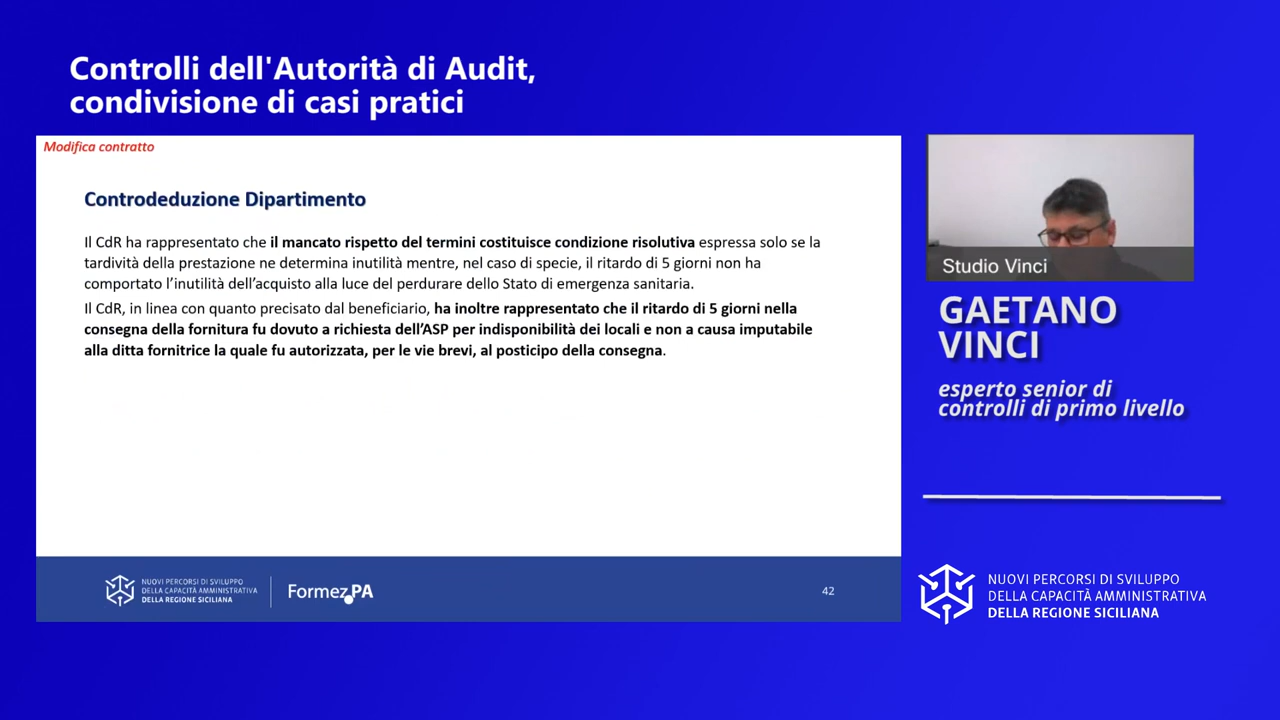 Controlli dell'Autorità di Audit,
condivisione di casi pratici
Modifica contratto
Controdeduzione Dipartimento
Il CdR ha rappresentato che il mancato rispetto del termini costituisce condizione risolutiva espressa solo se la
tardività della prestazione ne determina inutilità mentre, nel caso di specie, il ritardo di 5 giorni non ha
comportato l'inutilità dell'acquisto alla luce del perdurare dello Stato di emergenza sanitaria.
Il CdR, in linea con quanto precisato dal beneficiario, ha inoltre rappresentato che il ritardo di 5 giorni nella
consegna della fornitura fu dovuto a richiesta dell'ASP per indisponibilità dei locali e non a causa imputabile
alla ditta fornitrice la quale fu autorizzata, per le vie brevi, al posticipo della consegna.
NUOVI PERCORSI DI SVILUPPO
DELLA CAPACITÀ AMMINISTRATIVA
DELLA REGIONE SICILIANA
Formez PA
42
Studio Vinci
GAETANO
VINCI
esperto senior di
controlli di primo livello
NUOVI PERCORSI DI SVILUPPO
DELLA CAPACITÀ AMMINISTRATIVA
DELLA REGIONE SICILIANA